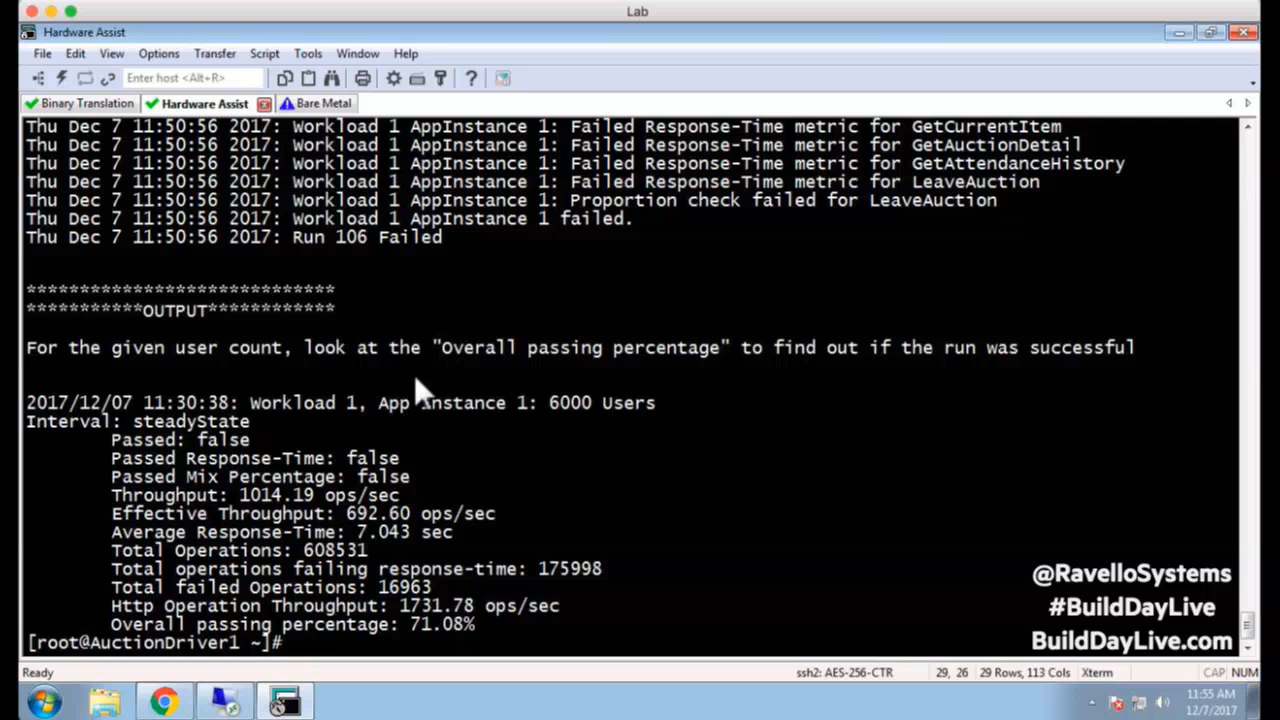 Lab
Hardware Assist
File Edit View Options Transfer Script Tools Window Help
Enter host <Alt+R>
Binary Translation Hardware Assist Bare Metal
Thu Dec 7 11:50:56 2017: Workload 1 AppInstance 1: Failed Response-Time metric for GetCurrentItem
Thu Dec 7 11:50:56 2017: Workload 1 AppInstance 1: Failed Response-Time metric for GetAuctionDetail
Thu Dec 7 11:50:56 2017: Workload 1 AppInstance 1: Failed Response-Time metric for GetAttendanceHistory
Thu Dec 7 11:50:56 2017: Workload 1 AppInstance 1: Failed Response-Time metric for LeaveAuction
Thu Dec 7 11:50:56 2017: Workload 1 AppInstance 1: Proportion check failed for LeaveAuction
Thu Dec 7 11:50:56 2017: Workload 1 AppInstance 1 failed.
Thu Dec 7 11:50:56 2017: Run 106 Failed
*****************************
***********OUTPUT************
For the given user count, look at the "Overall passing percentage" to find out if the run was successful
2017/12/07 11:30:38: Workload 1, App Instance 1: 6000 Users
Interval: steadyState
Passed: false
Passed Response-Time: false
Passed Mix Percentage: false
Throughput: 1014.19 ops/sec
Effective Throughput: 692.60 ops/sec
Average Response-Time: 7.043 sec
Total Operations: 608531
Total operations failing response-time: 175998
Total failed Operations: 16963
Http Operation Throughput: 1731.78 ops/sec
Overall passing percentage: 71.08%
[root@AuctionDriver1 ~]#
@RavelloSystems
#BuildDayLive
BuildDayLive.com
Ready ssh2: AES-256-CTR 29, 26 29 Rows, 113 Cols Xterm CAP NUM
11:55 AM
12/7/2017